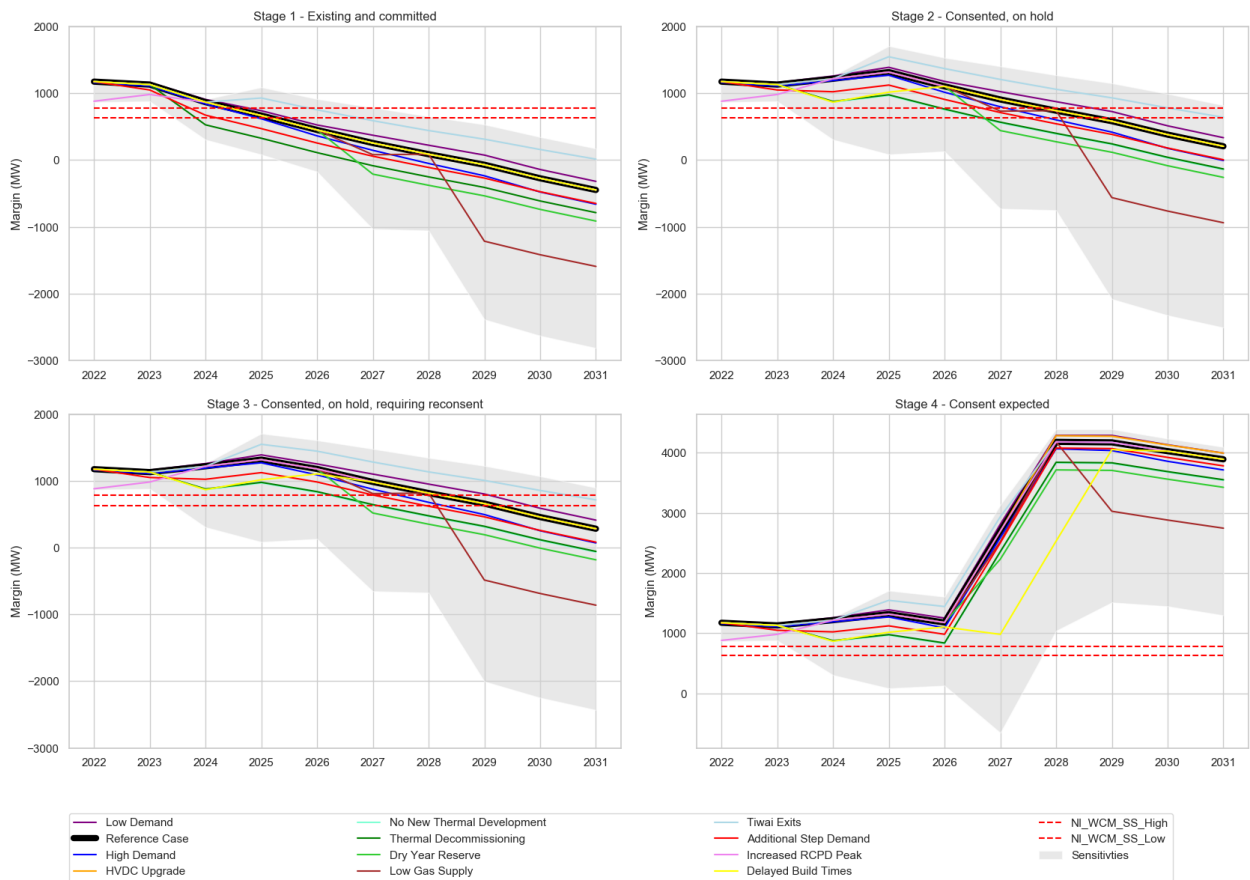 Stage 1 - Existing and committed
Stage 2 - Consented, on hold
2000
1000
0
−1000
−2000
−3000
Margin (MW)
2022 2023 2024 2025 2026 2027 2028 2029 2030 2031
2000
1000
0
−1000
−2000
−3000
Margin (MW)
2022 2023 2024 2025 2026 2027 2028 2029 2030 2031
Stage 3 - Consented, on hold, requiring reconsent
Stage 4 - Consent expected
2000
1000
0
−1000
−2000
−3000
Margin (MW)
2022 2023 2024 2025 2026 2027 2028 2029 2030 2031
4000
3000
2000
1000
0
Margin (MW)
2022 2023 2024 2025 2026 2027 2028 2029 2030 2031
Low Demand
Reference Case
High Demand
HVDC Upgrade
No New Thermal Development
Thermal Decommissioning
Dry Year Reserve
Low Gas Supply
Tiwai Exits
Additional Step Demand
Increased RCPD Peak
Delayed Build Times
NI_WCM_SS_High
NI_WCM_SS_Low
Sensitivties